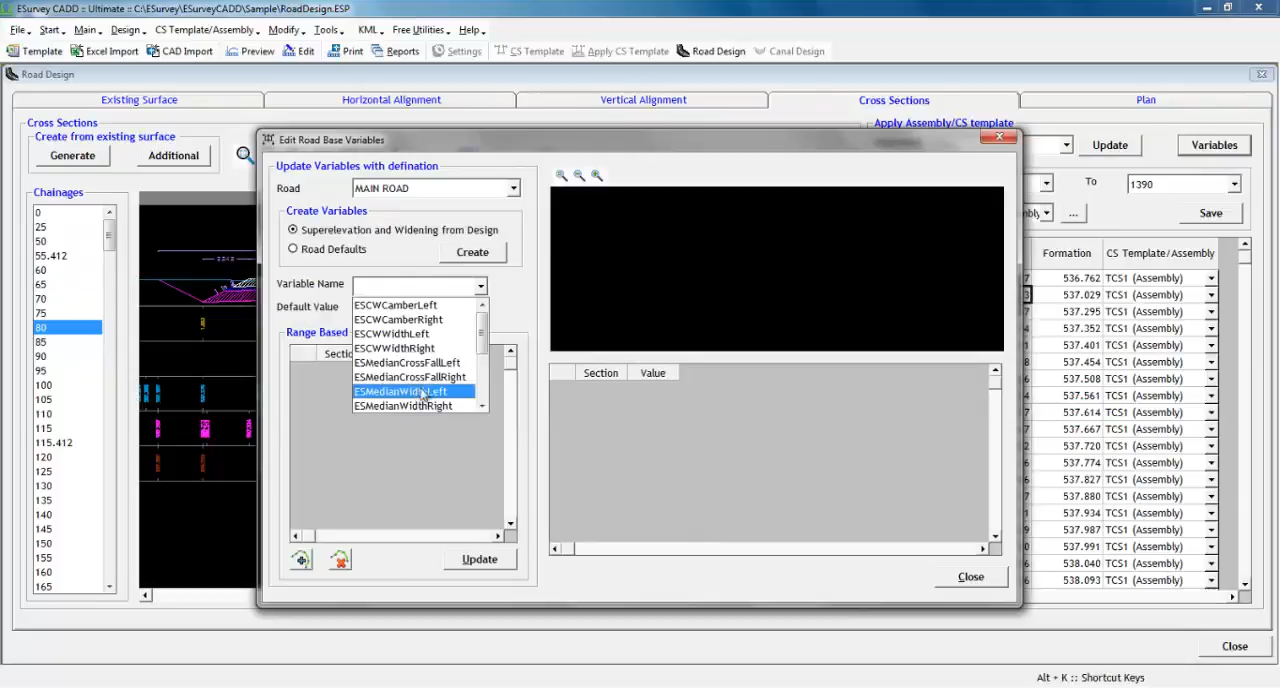 ESurvey CADD :: Ultimate :: C:\ESurvey\ESurveyCADD\Sample\RoadDesign.ESP
File Start Main Design CS Template/Assembly Modify Tools KML Free Utilities Help
Template Excel Import CAD Import Preview Edit Print Reports Settings CS Template Apply CS Template Road Design Canal Design
Road Design
Existing Surface Horizontal Alignment Vertical Alignment Cross Sections Plan
Cross Sections
Create from existing surface
Generate Additional
Chainages
0
25
50
55.412
60
65
70
75
80
85
90
95
100
105
110
115
115.412
120
125
130
135
140
145
150
155
160
165
Edit Road Base Variables
Update Variables with defination
Road MAIN ROAD
Create Variables
Superelevation and Widening from Design
Road Defaults Create
Variable Name
ESCWCamberLeft
ESCWCamberRight
ESCWWidthLeft
ESCWWidthRight
ESMedianCrossFallLeft
ESMedianCrossFallRight
ESMedianWidthLeft
ESMedianWidthRight
Default Value
Range Based
Update
Section Value
Close
Apply Assembly/CS template
Update Variables
To 1390
... Save
Formation CS Template/Assembly
536.762 TCS1 (Assembly)
537.029 TCS1 (Assembly)
537.295 TCS1 (Assembly)
537.352 TCS1 (Assembly)
537.401 TCS1 (Assembly)
537.454 TCS1 (Assembly)
537.508 TCS1 (Assembly)
537.561 TCS1 (Assembly)
537.614 TCS1 (Assembly)
537.667 TCS1 (Assembly)
537.720 TCS1 (Assembly)
537.774 TCS1 (Assembly)
537.827 TCS1 (Assembly)
537.880 TCS1 (Assembly)
537.934 TCS1 (Assembly)
537.987 TCS1 (Assembly)
537.991 TCS1 (Assembly)
538.040 TCS1 (Assembly)
538.093 TCS1 (Assembly)
Close
Alt + K :: Shortcut Keys